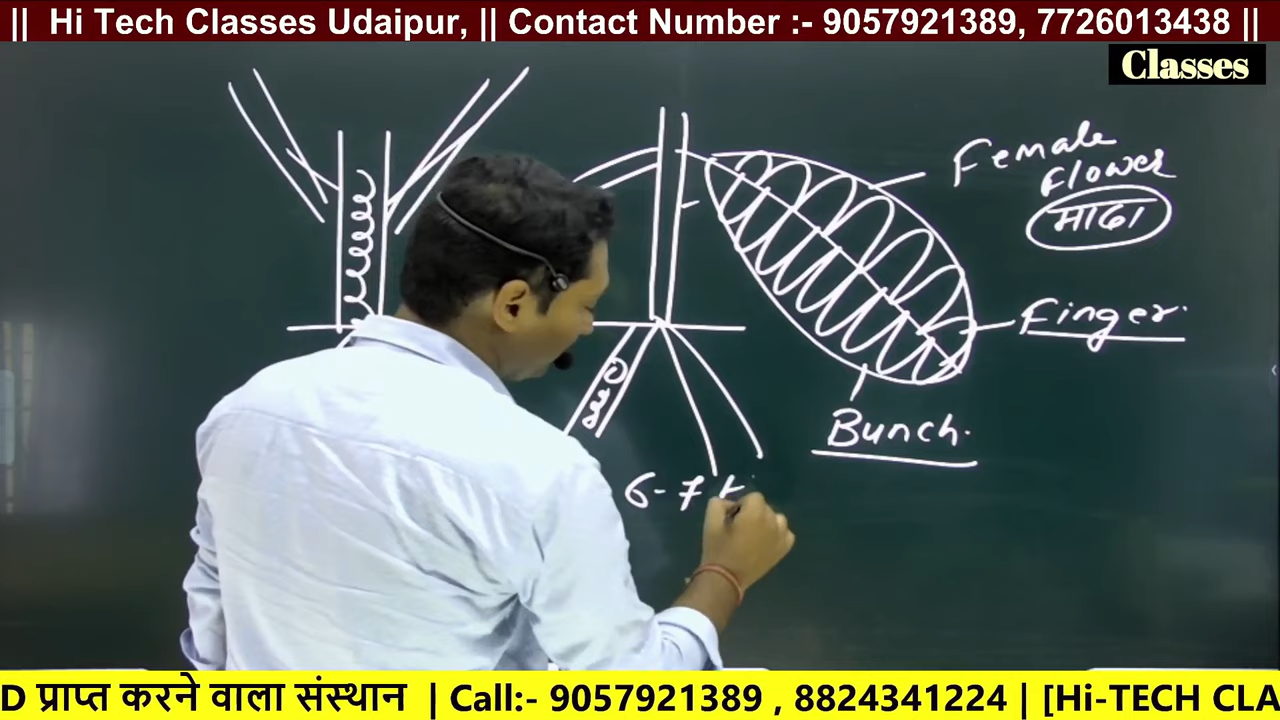 ||  Hi Tech Classes Udaipur, || Contact Number :- 9057921389, 7726013438 ||
Classes
Female
flower
मादा
Finger.
Bunch.
6-7
D प्राप्त करने वाला संस्थान  | Call:- 9057921389 , 8824341224 | [Hi-TECH CLA